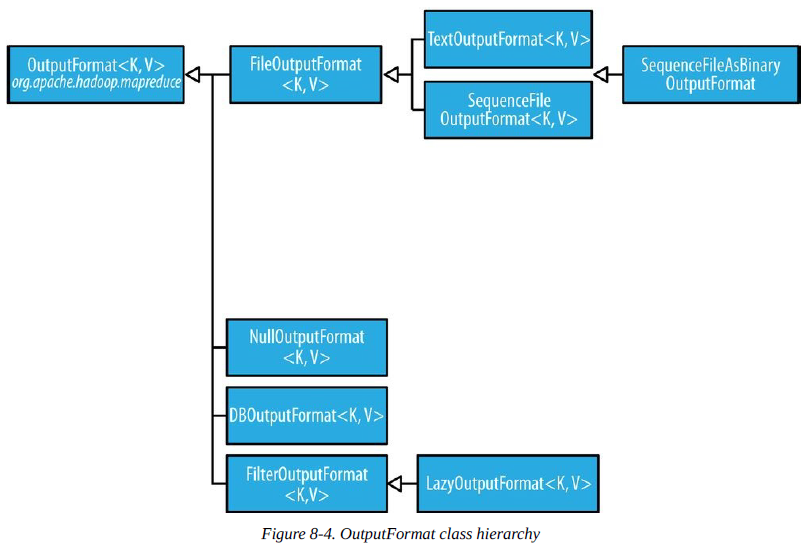 OutputFormat<K, V>
org.apache.hadoop.mapreduce
FileOutputFormat
<K, V>
TextOutputFormat<K, V>
SequenceFile
OutputFormat<K, V>
SequenceFileAsBinary
OutputFormat
NullOutputFormat
<K, V>
DBOutputFormat<K, V>
FilterOutputFormat
<K,V>
LazyOutputFormat<K, V>
Figure 8-4. OutputFormat class hierarchy